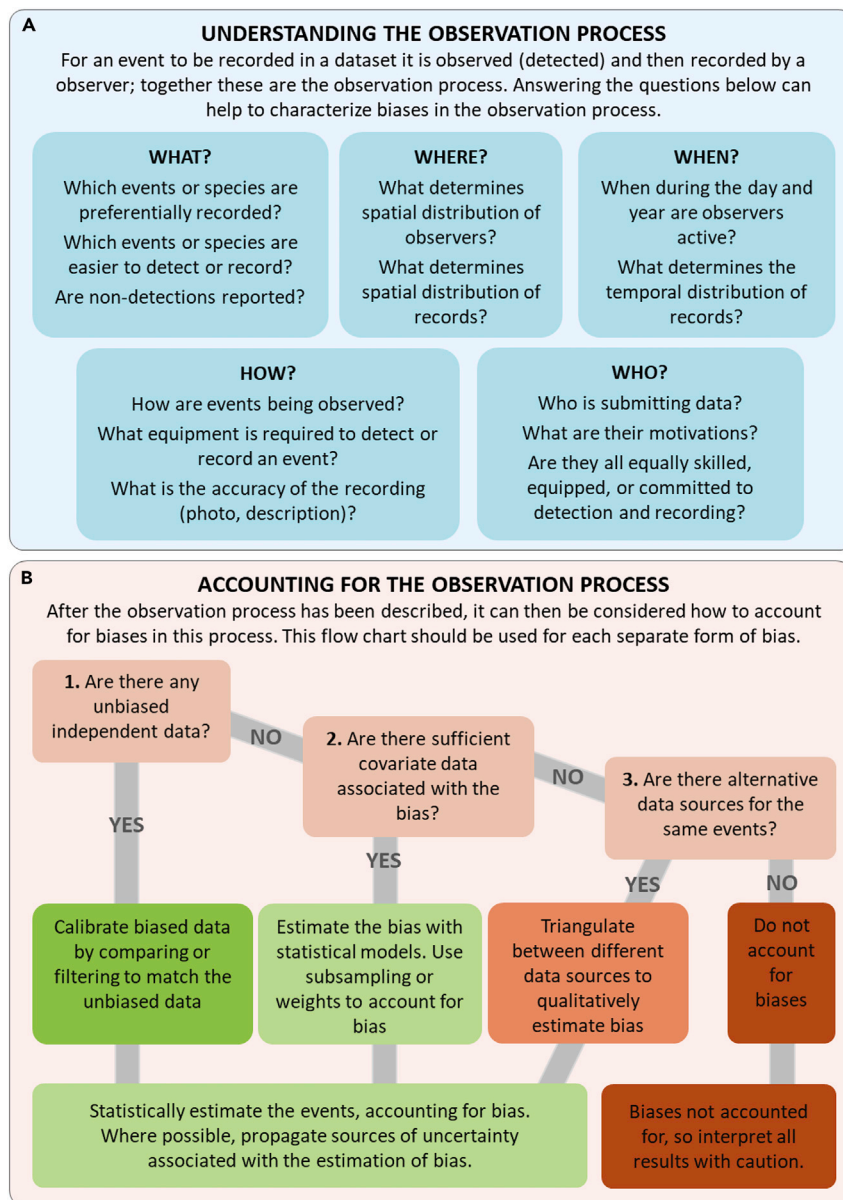 A
UNDERSTANDING THE OBSERVATION PROCESS
For an event to be recorded in a dataset it is observed (detected) and then recorded by a
observer; together these are the observation process. Answering the questions below can
help to characterize biases in the observation process.
WHAT?
Which events or species are
preferentially recorded?
Which events or species are
easier to detect or record?
Are non-detections reported?
WHERE?
What determines
spatial distribution of
observers?
What determines
spatial distribution of
records?
WHEN?
When during the day and
year are observers
active?
What determines the
temporal distribution of
records?
HOW?
How are events being observed?
What equipment is required to detect or
record an event?
What is the accuracy of the recording
(photo, description)?
WHO?
Who is submitting data?
What are their motivations?
Are they all equally skilled,
equipped, or committed to
detection and recording?
B
ACCOUNTING FOR THE OBSERVATION PROCESS
After the observation process has been described, it can then be considered how to account
for biases in this process. This flow chart should be used for each separate form of bias.
1. Are there any
unbiased
independent data?
NO
2. Are there sufficient
covariate data
associated with the
bias?
NO
3. Are there alternative
data sources for the
same events?
YES
YES
YES
NO
Calibrate biased data
by comparing or
filtering to match the
unbiased data
Estimate the bias with
statistical models. Use
subsampling or
weights to account for
bias
Triangulate
between different
data sources to
qualitatively
estimate bias
Do not
account
for
biases
Statistically estimate the events, accounting for bias.
Where possible, propagate sources of uncertainty
associated with the estimation of bias.
Biases not accounted
for, so interpret all
results with caution.